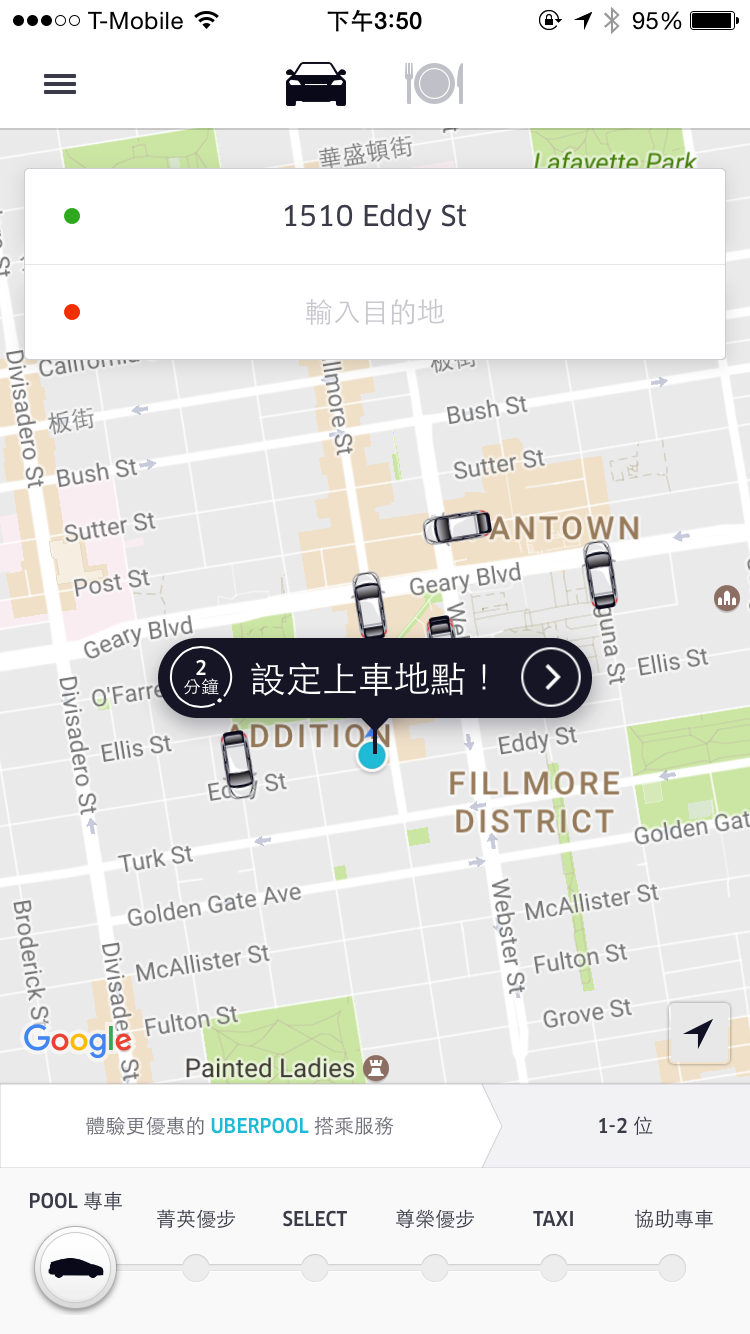 T-Mobile 下午3:50 95%
華盛頓街
Lafayette Park
1510 Eddy St
輸入目的地
Divisadero St
California
板街
Bush St
Sutter St
Post St
Geary Blvd
llmore St
板街
Bush St
Sutter St
ANTOWN
Geary Blvd
We
guna St
Ellis St
2
分鐘
設定上車地點！
O'Farre
ADDITION
Ellis St
Eddy St
Eddy St
Divisadero St
FILLMORE
DISTRICT
Golden Gat
Turk St
Golden Gate Ave
McAllister St
Webster St
McAllister St
Fulton St
Broderick St
Divisade
St
Fulton St
Grove St
Google
Painted Ladies
體驗更優惠的 UBERPOOL 搭乘服務
1-2 位
POOL 專車
菁英優步
SELECT
尊榮優步
TAXI
協助專車